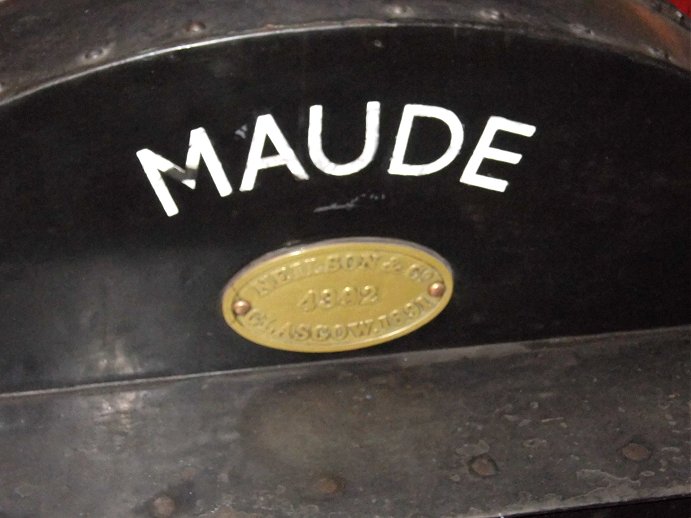 MAUDE
NEILSON & Cº
4392
GLASGOW. 1891